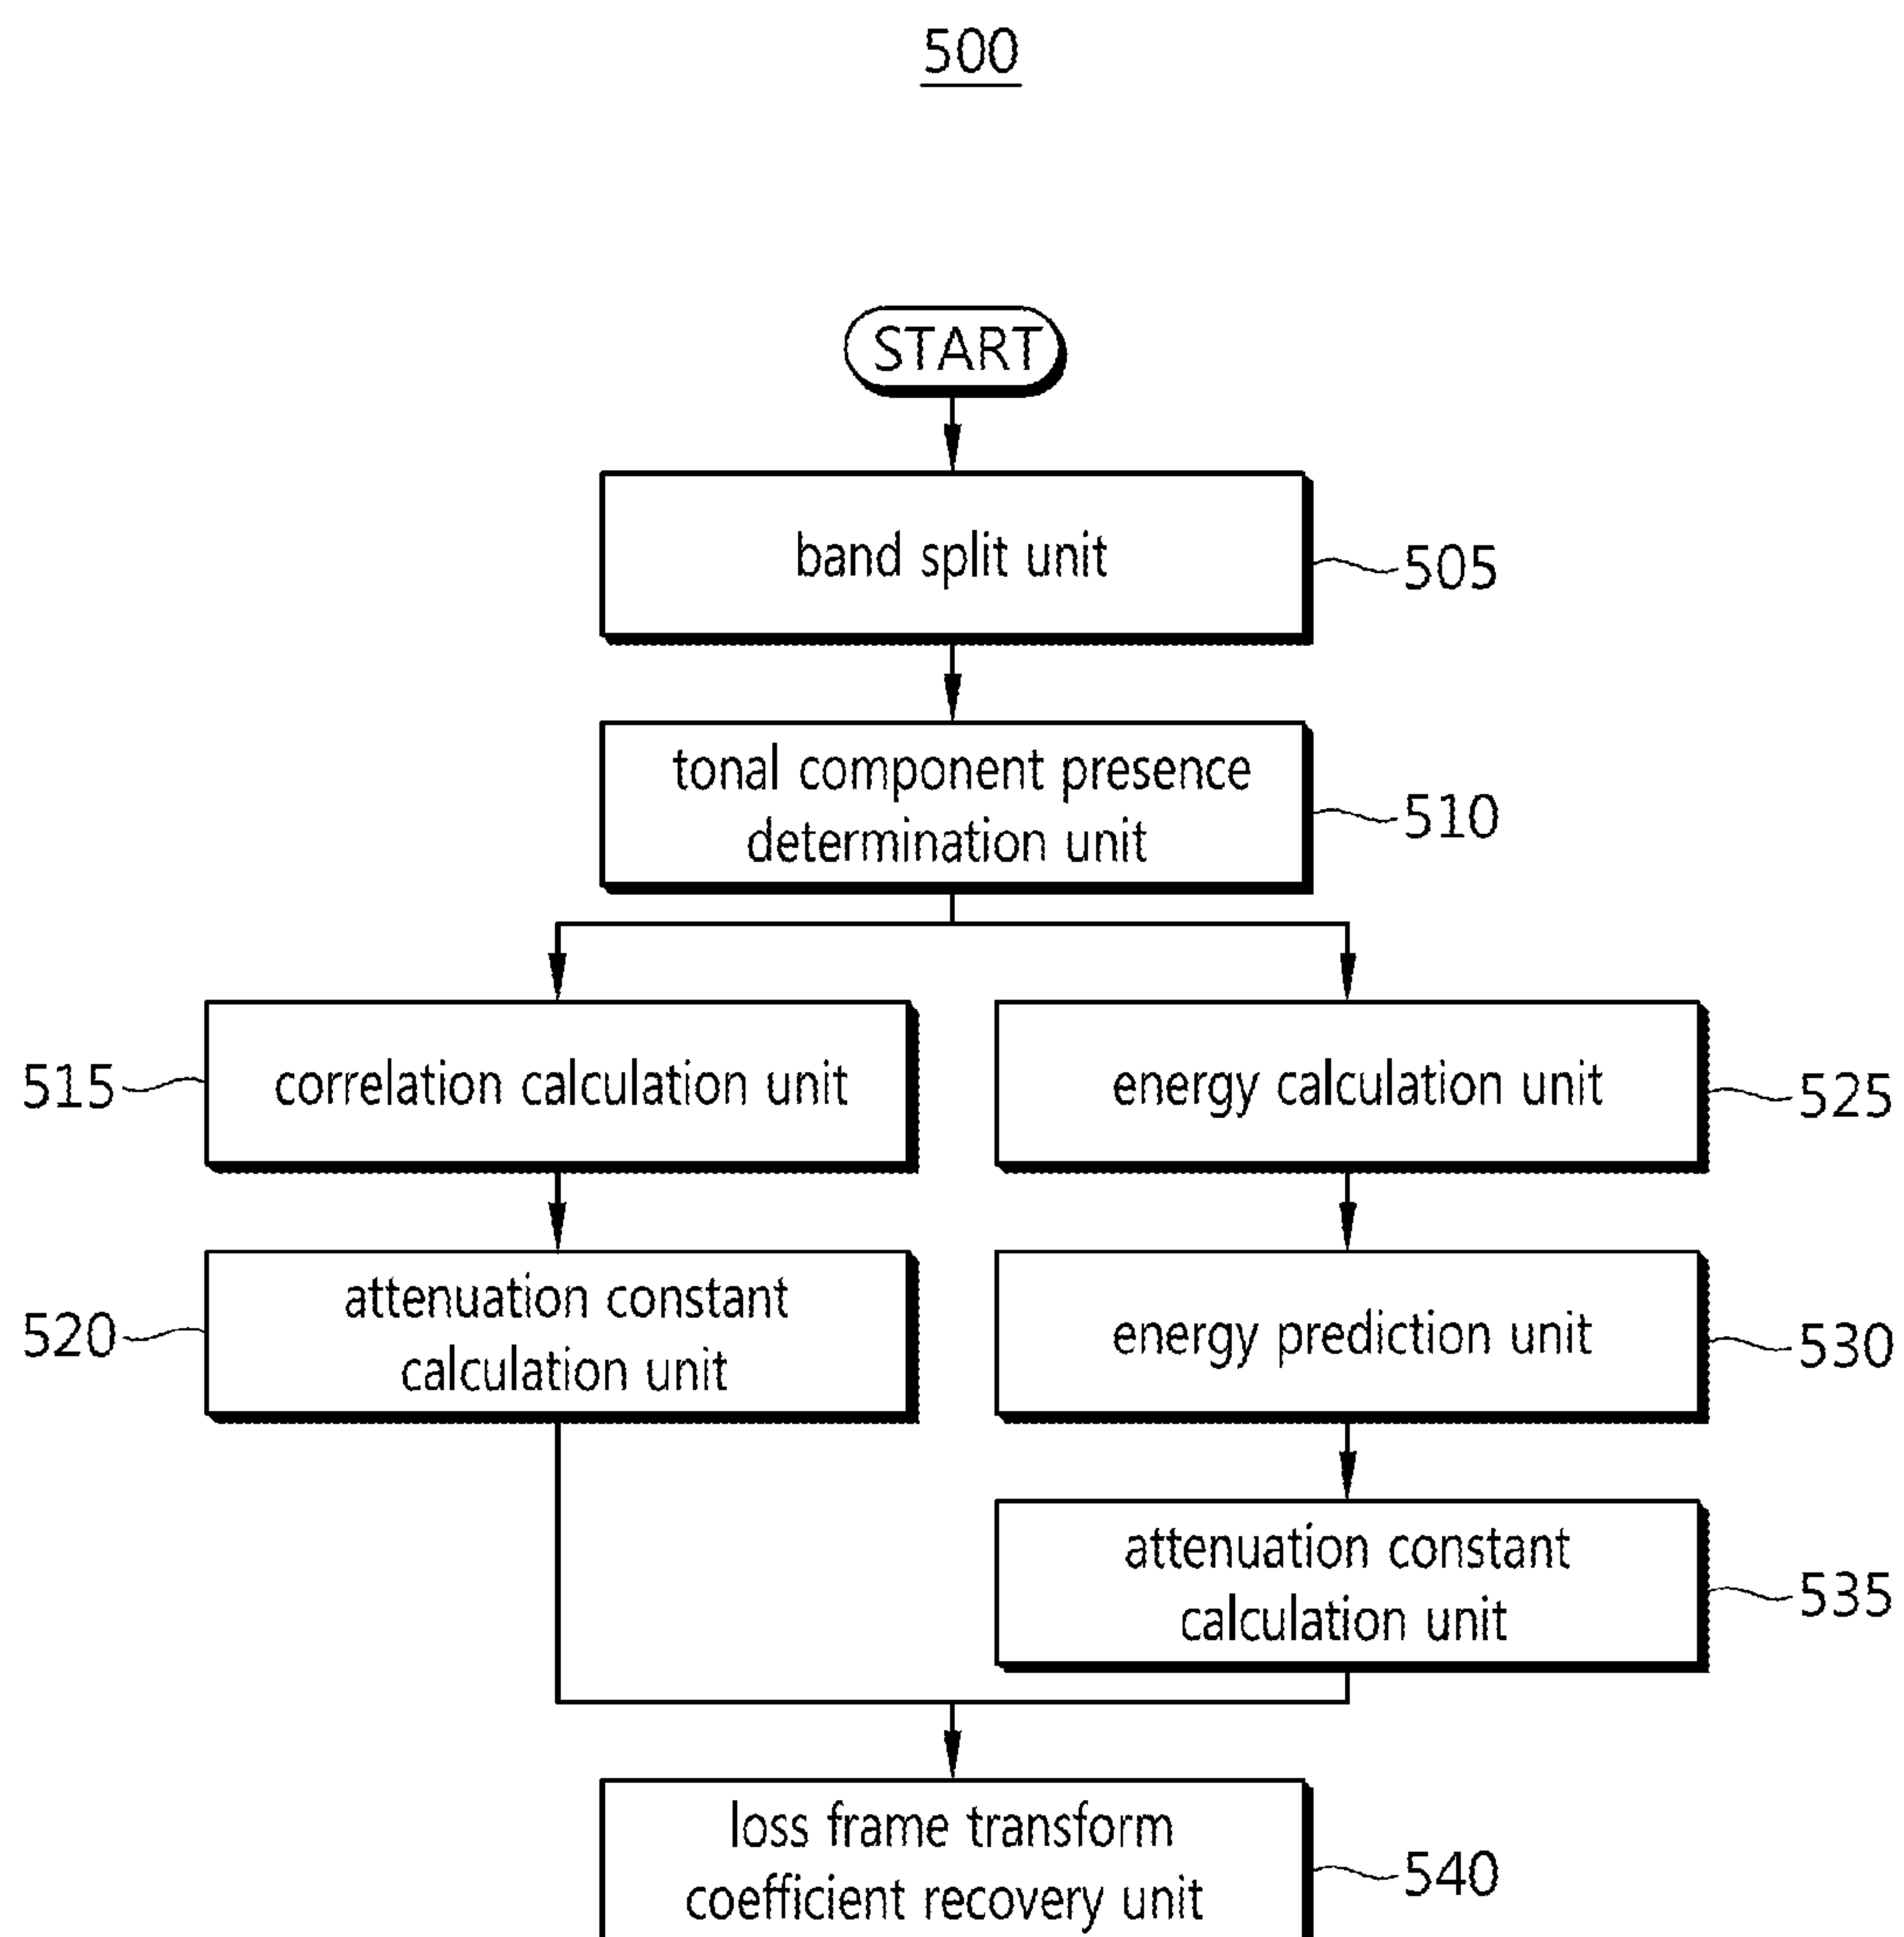 500
START
band split unit
505
tonal component presence
determination unit
510
515
correlation calculation unit
energy calculation unit
525
520
attenuation constant
calculation unit
energy prediction unit
530
attenuation constant
calculation unit
535
loss frame transform
coefficient recovery unit
540